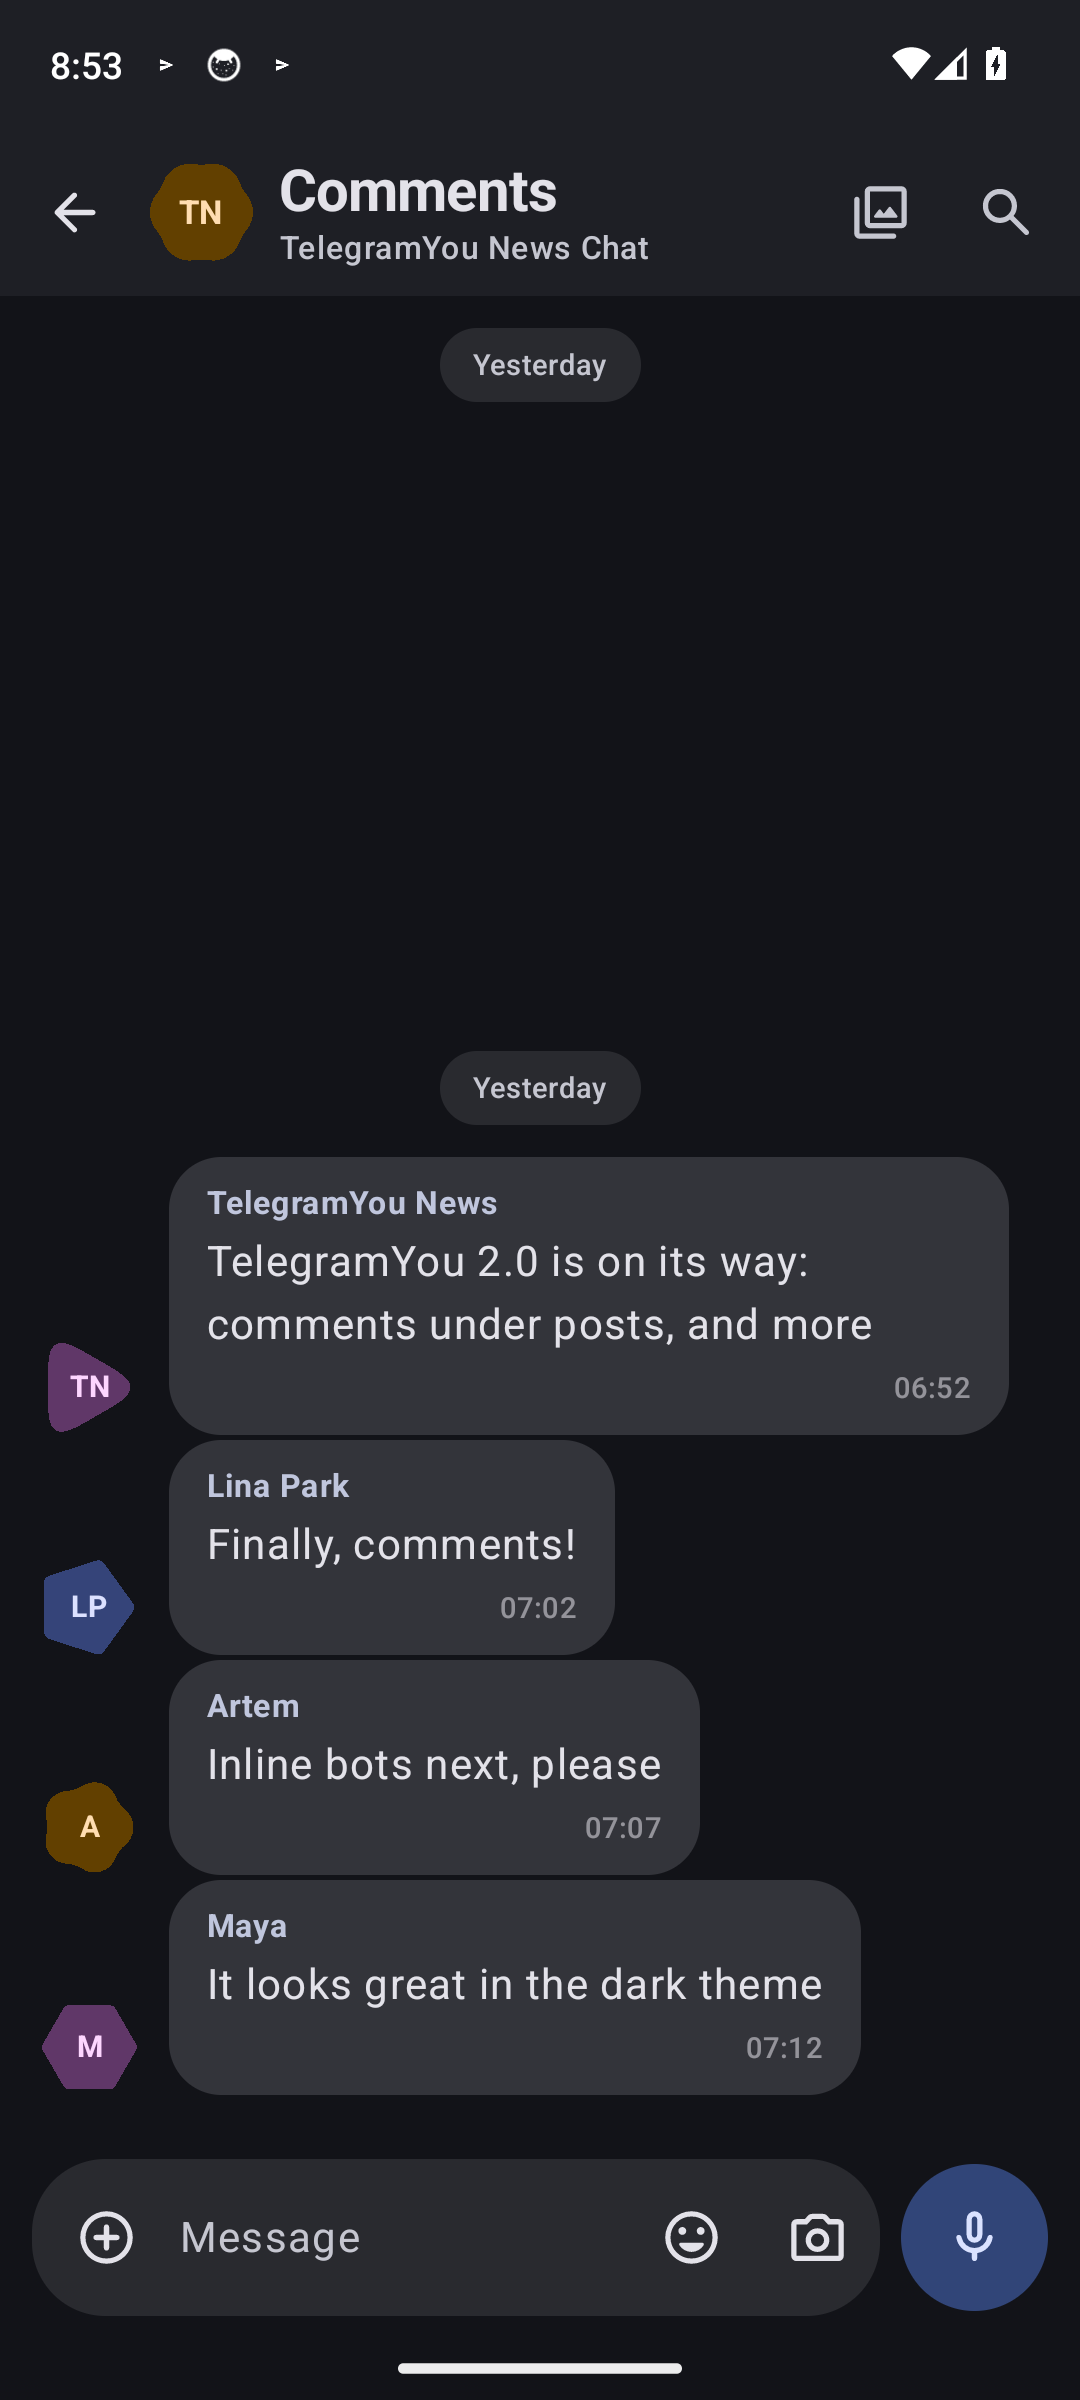 8:53
TN
Comments
TelegramYou News Chat
Yesterday
Yesterday
TelegramYou News
TelegramYou 2.0 is on its way:
comments under posts, and more
06:52
TN
Lina Park
Finally, comments!
07:02
LP
Artem
Inline bots next, please
07:07
A
Maya
It looks great in the dark theme
07:12
M
Message